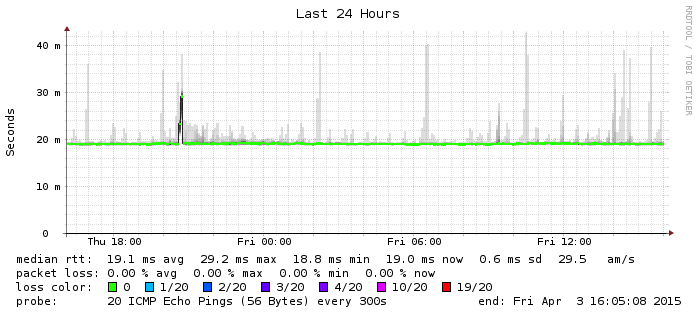 Last 24 Hours
RRDTOOL / TOBI OETIKER
Seconds
40 m
30 m
20 m
10 m
0
Thu 18:00 Fri 00:00 Fri 06:00 Fri 12:00
median rtt: 19.1 ms avg 29.2 ms max 18.8 ms min 19.0 ms now 0.6 ms sd 29.5 am/s
packet loss: 0.00 % avg 0.00 % max 0.00 % min 0.00 % now
loss color: 0 1/20 2/20 3/20 4/20 10/20 19/20
probe: 20 ICMP Echo Pings (56 Bytes) every 300s end: Fri Apr 3 16:05:08 2015